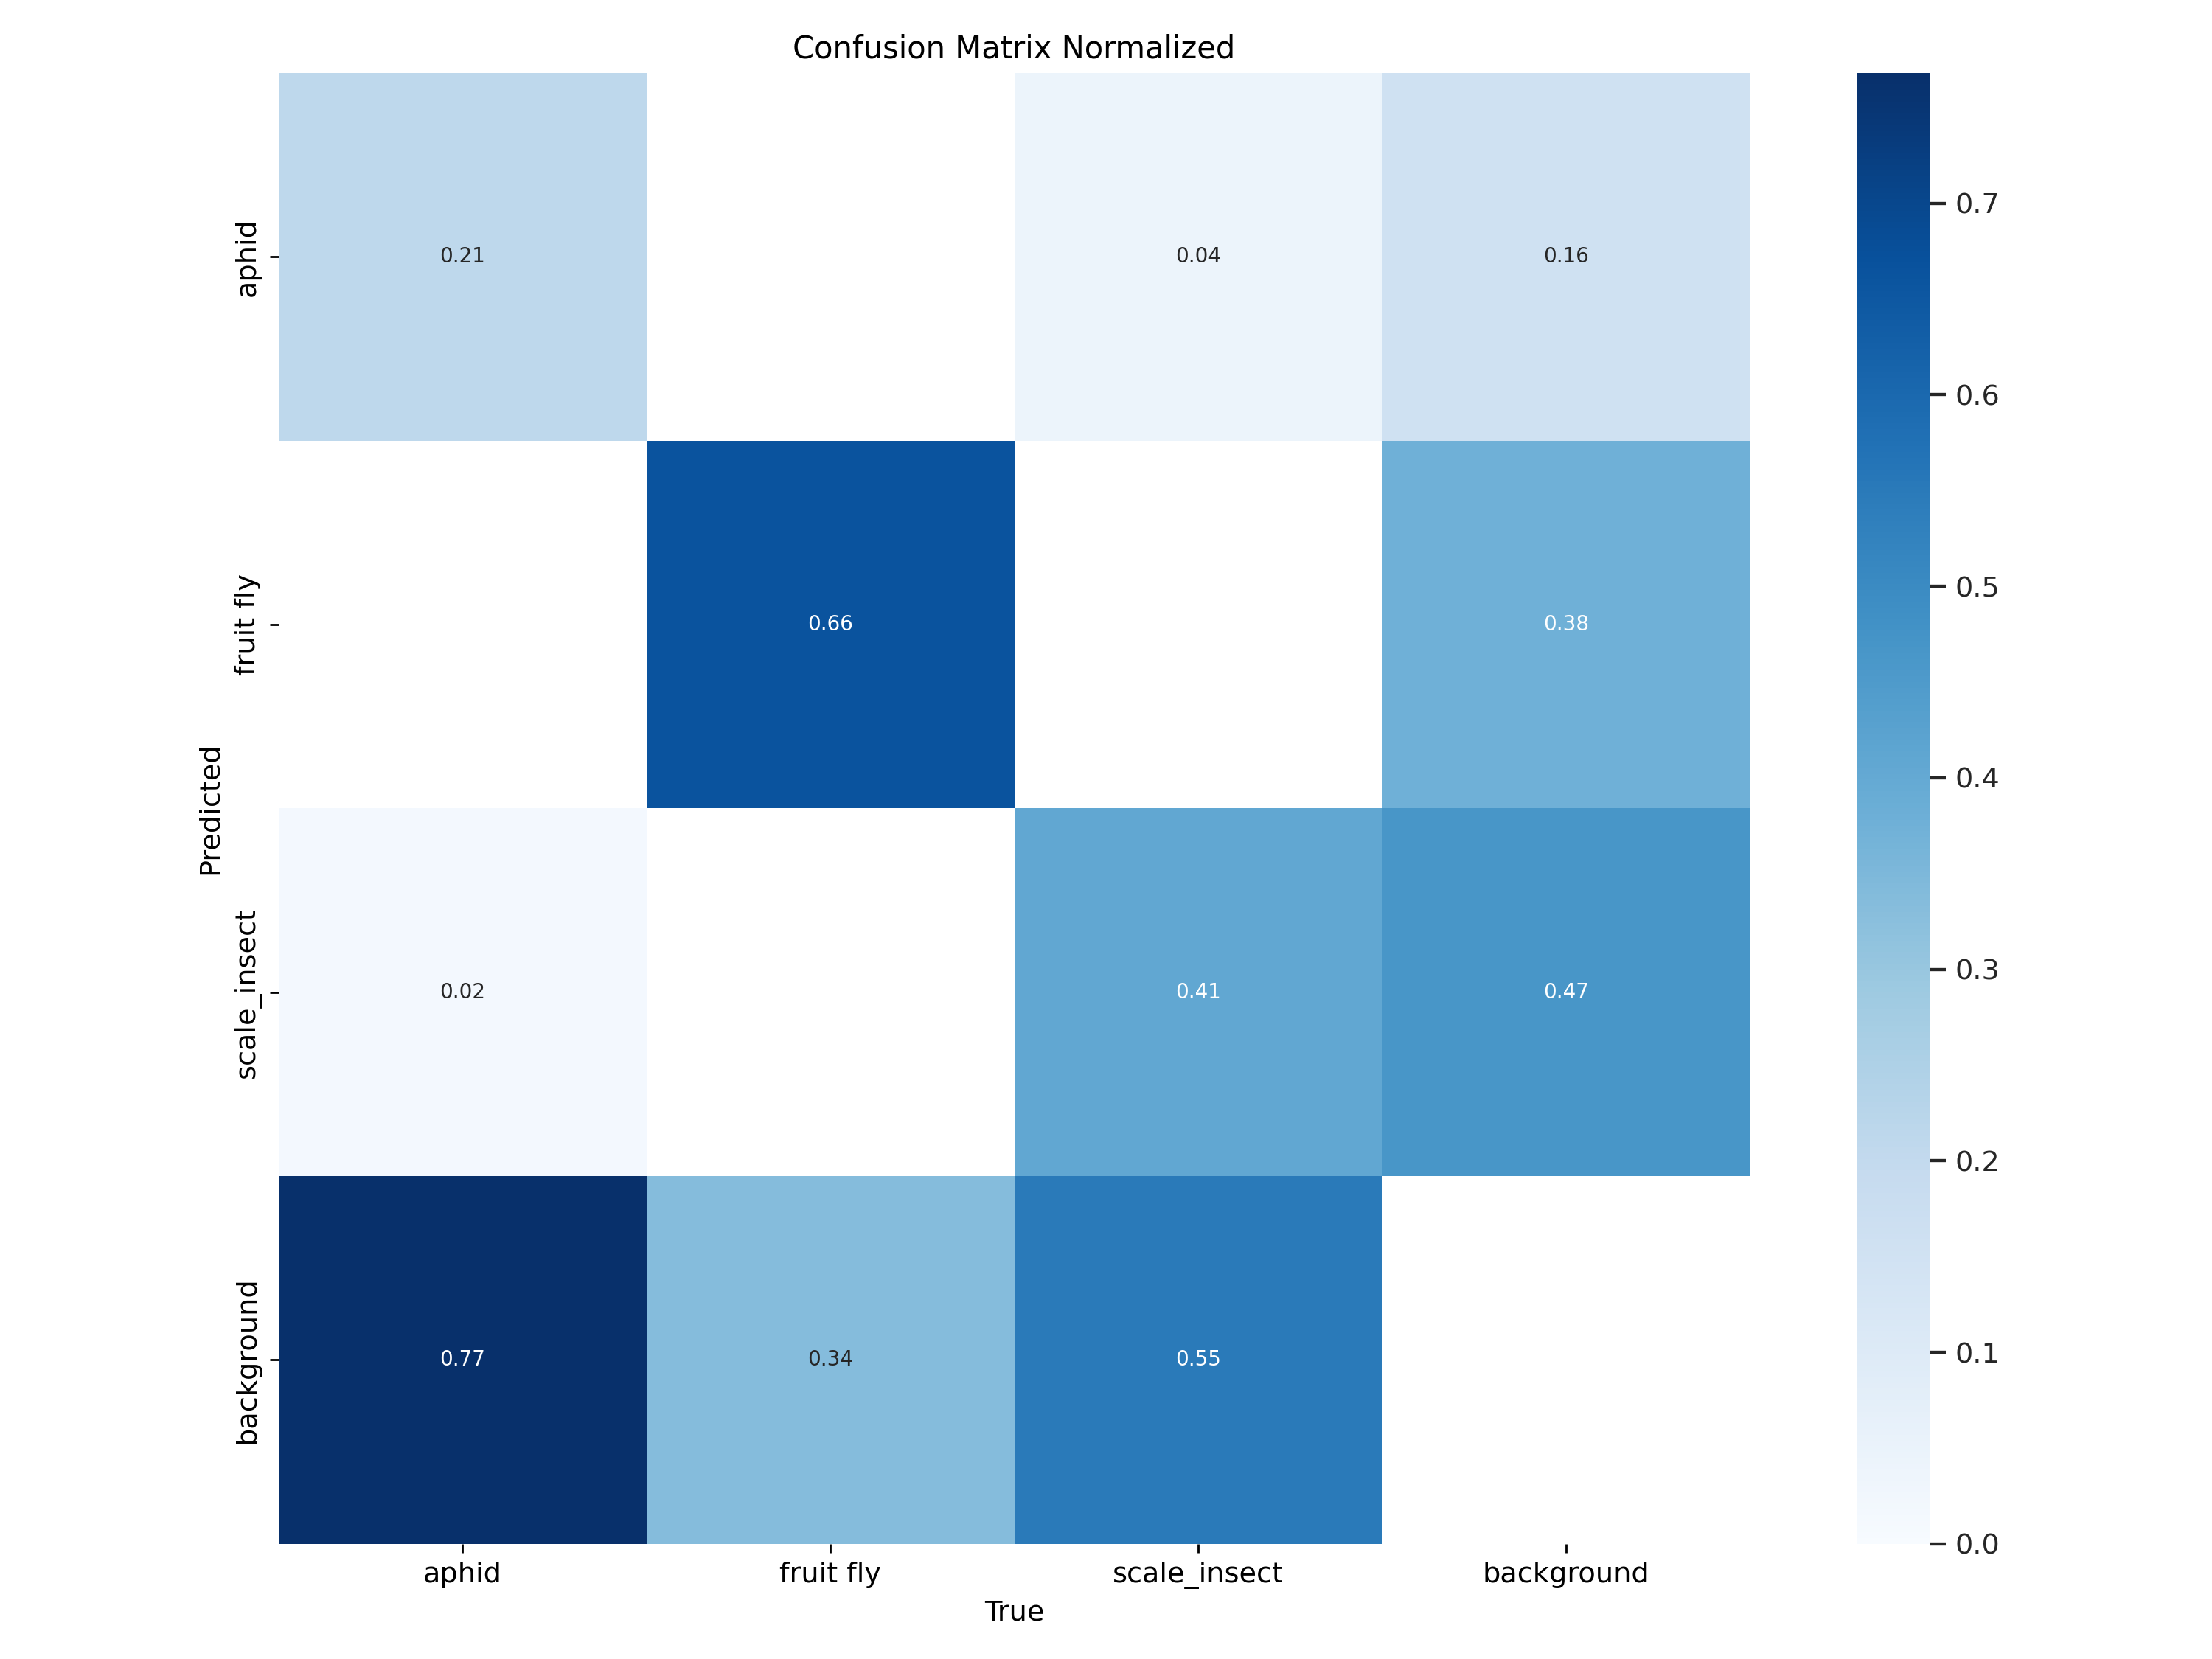 Confusion Matrix Normalized
aphid
0.21
0.04
0.16
fruit fly
0.66
0.38
scale_insect
0.02
0.41
0.47
background
0.77
0.34
0.55
Predicted
aphid
fruit fly
scale_insect
background
True
0.7
0.6
0.5
0.4
0.3
0.2
0.1
0.0